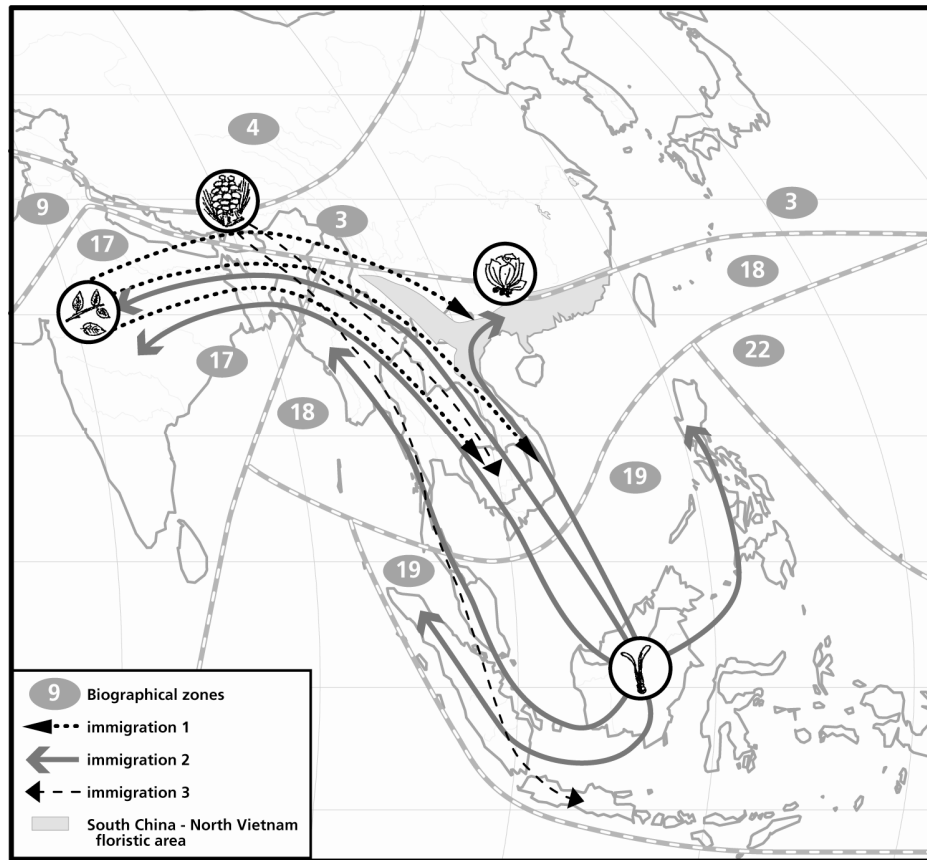 4
9
3
3
17
18
17
22
18
19
19
9 Biographical zones
immigration 1
immigration 2
immigration 3
South China - North Vietnam
floristic area